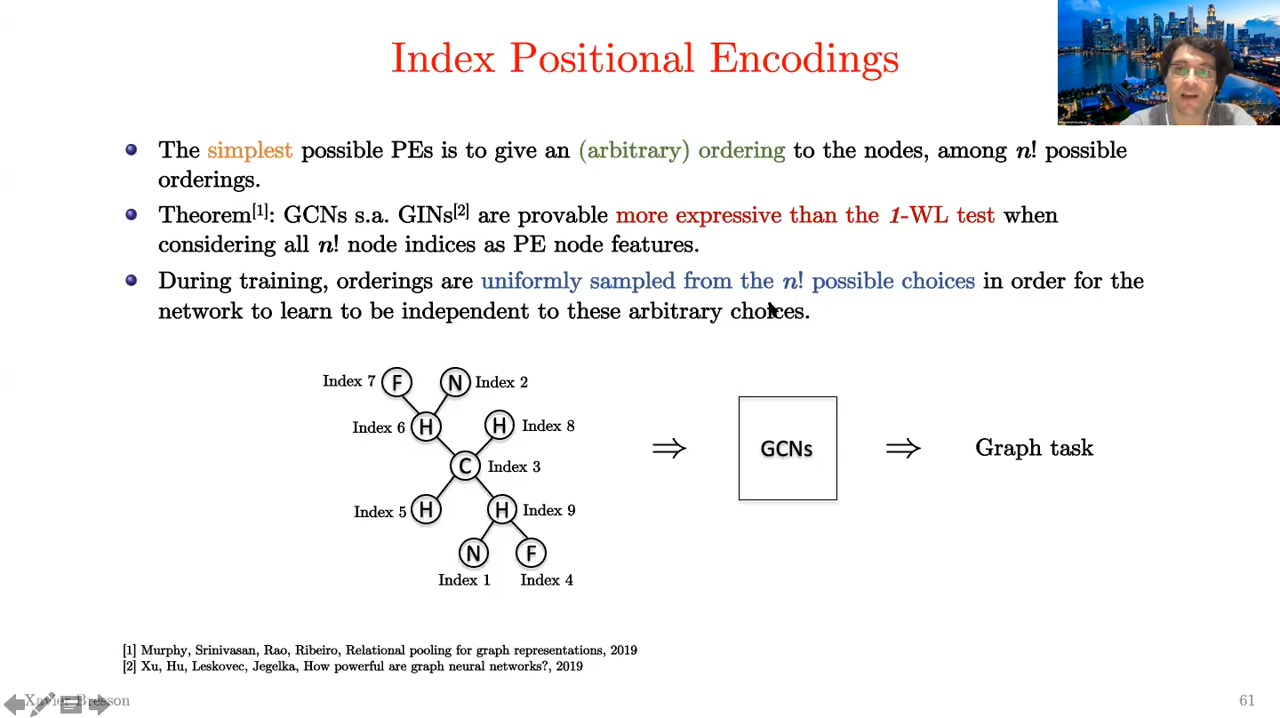 Index Positional Encodings
The simplest possible PEs is to give an (arbitrary) ordering to the nodes, among n! possible
orderings.
Theorem[1]: GCNs s.a. GINs[2] are provable more expressive than the 1-WL test when
considering all n! node indices as PE node features.
During training, orderings are uniformly sampled from the n! possible choices in order for the
network to learn to be independent to these arbitrary choices.
Index 7 F N Index 2
Index 6 H H Index 8
C Index 3
Index 5 H H Index 9
N F
Index 1 Index 4
⇒ GCNs ⇒ Graph task
[1] Murphy, Srinivasan, Rao, Ribeiro, Relational pooling for graph representations, 2019
[2] Xu, Hu, Leskovec, Jegelka, How powerful are graph neural networks?, 2019
Xavier Bresson
61